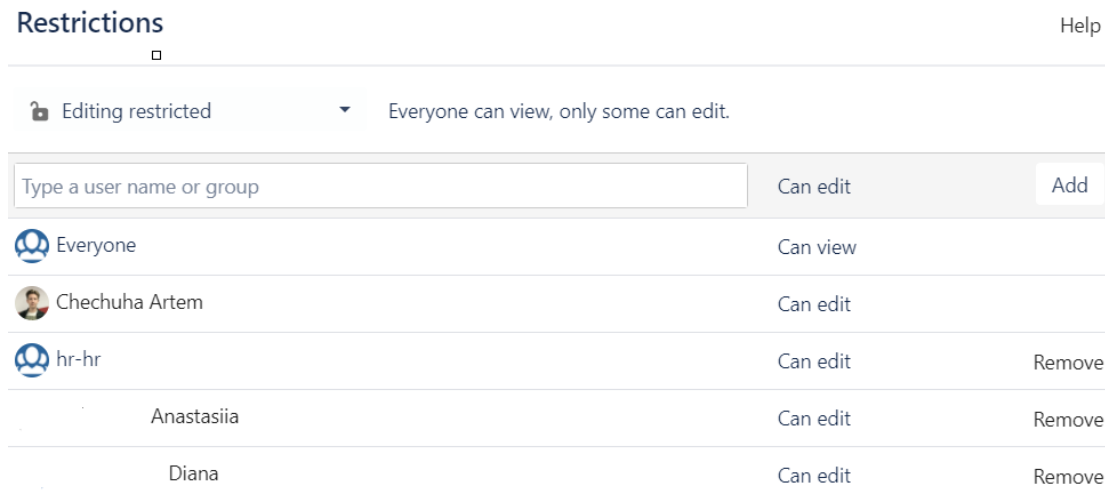 Restrictions Help
Editing restricted Everyone can view, only some can edit.
Type a user name or group Can edit Add
Everyone Can view
Chechuha Artem Can edit
hr-hr Can edit Remove
Anastasiia Can edit Remove
Diana Can edit Remove